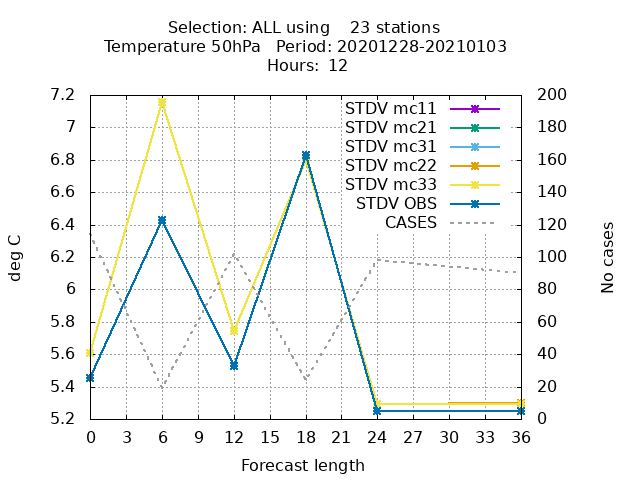 Selection: ALL using    23 stations
Temperature 50hPa   Period: 20201228-20210103
Hours:  12
7.2
7
6.8
6.6
6.4
6.2
6
5.8
5.6
5.4
5.2
deg C
STDV mc11
STDV mc21
STDV mc31
STDV mc22
STDV mc33
STDV OBS
CASES
200
180
160
140
120
100
80
60
40
20
0
No cases
0 3 6 9 12 15 18 21 24 27 30 33 36
Forecast length